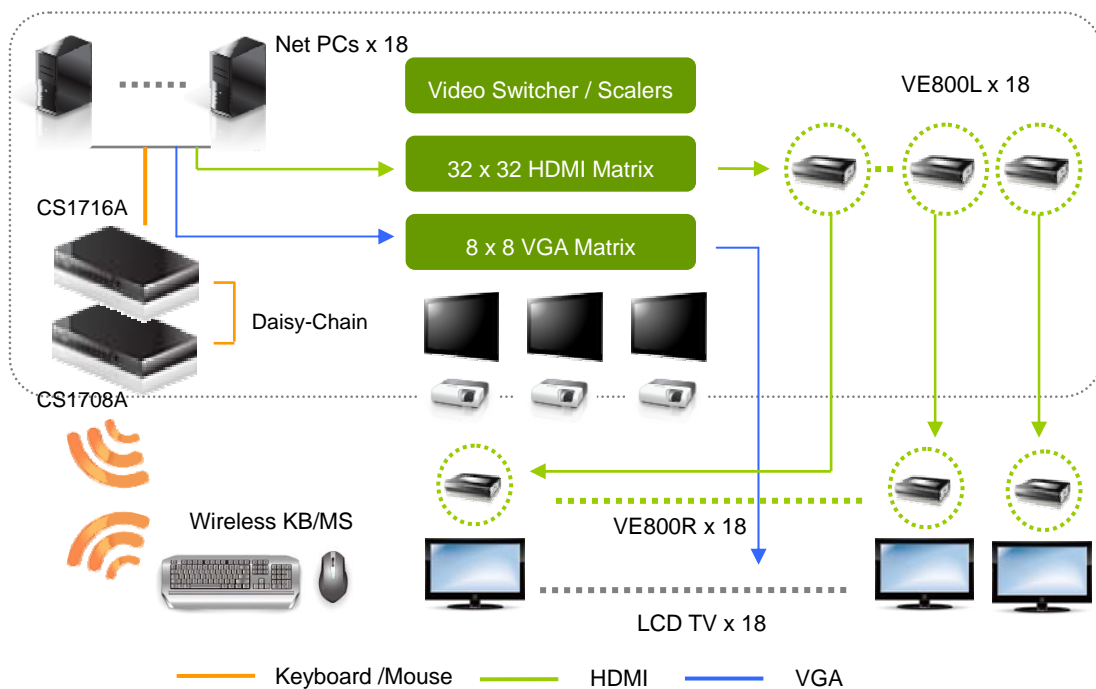 Net PCs x 18
Video Switcher / Scalers
VE800L x 18
32 x 32 HDMI Matrix
CS1716A
8 x 8 VGA Matrix
Daisy-Chain
CS1708A
Wireless KB/MS
VE800R x 18
LCD TV x 18
Keyboard /Mouse
HDMI
VGA